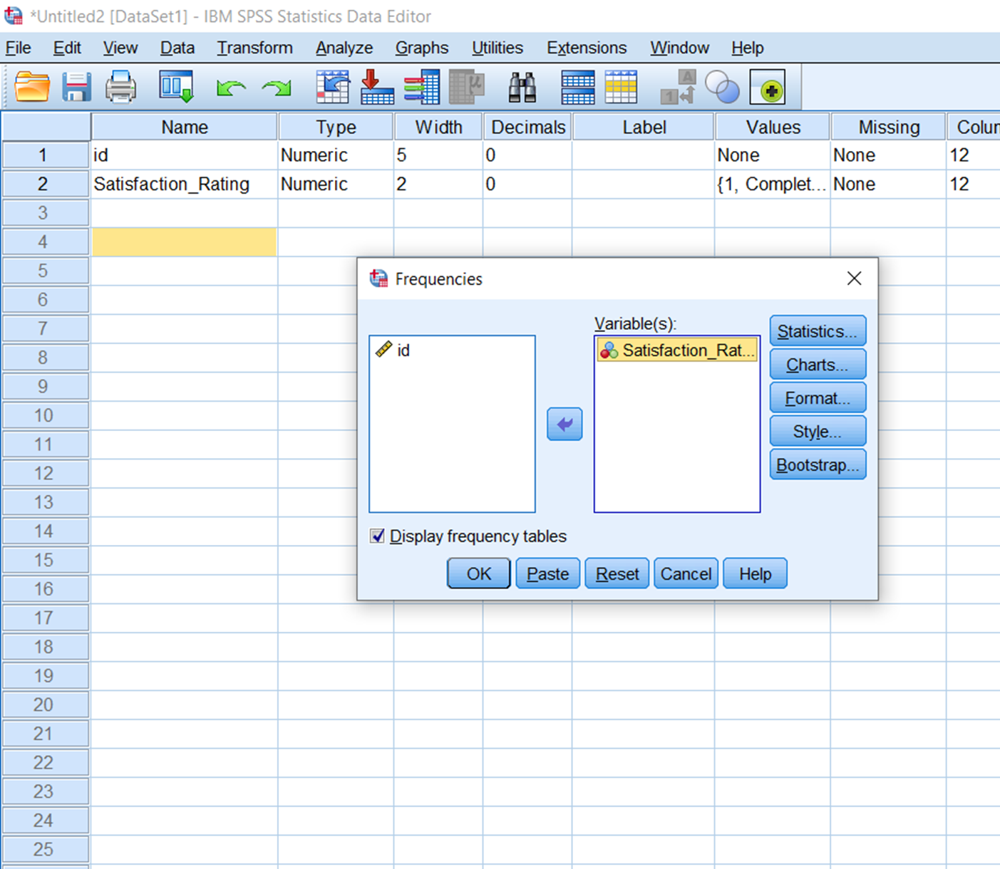 *Untitled2 [DataSet1] - IBM SPSS Statistics Data Editor
File Edit View Data Transform Analyze Graphs Utilities Extensions Window Help
A
1
µ
Name Type Width Decimals Label Values Missing Colur
1 id Numeric 5 0 None None 12
2 Satisfaction_Rating Numeric 2 0 {1, Complet... None 12
3
4
5
6
7
8
9
10
11
12
13
14
15
16
17
18
19
20
21
22
23
24
25
Frequencies
Variable(s):
id
Satisfaction_Rat...
Statistics...
Charts...
Format...
Style...
Bootstrap...
Display frequency tables
OK Paste Reset Cancel Help